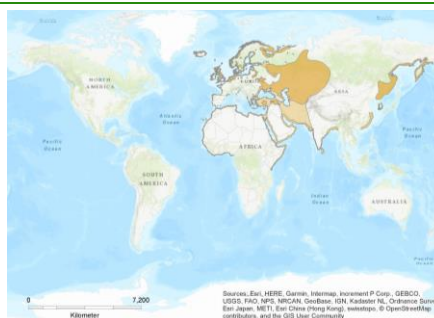 NORTH
AMERICA
EUROPE
ASIA
Atlantic
Ocean
Pacific
Ocean
Pacific
Ocean
AFRICA
SOUTH
AMERICA
Indian
Ocean
AUSTRALIA
0 7,200
Kilometer
Sources: Esri, HERE, Garmin, Intermap, increment P Corp., GEBCO,
USGS, FAO, NPS, NRCAN, GeoBase, IGN, Kadaster NL, Ordnance Surve
Esri Japan, METI, Esri China (Hong Kong), swisstopo, © OpenStreetMap
contributors, and the GIS User Community